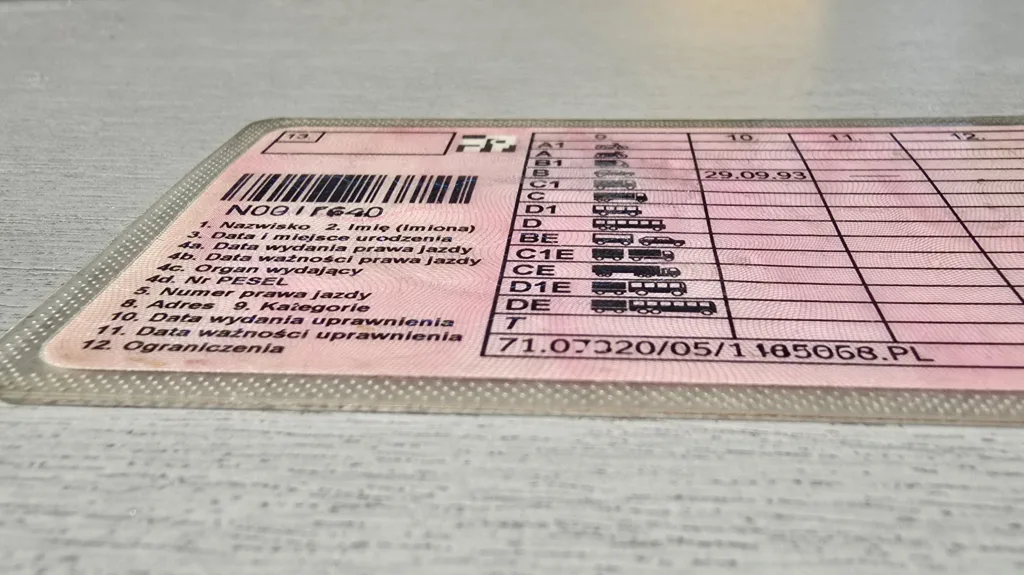 13.
9.
10.
11.
12.
A1
A
B1
B
29.09.93
C1
C
D1
D
BE
C1E
CE
D1E
DE
T
1. Nazwisko 2. Imię (Imiona)
3. Data i miejsce urodzenia
4a. Data wydania prawa jazdy
4b. Data ważności prawa jazdy
4c. Organ wydający
4d. Nr PESEL
5. Numer prawa jazdy
8. Adres 9. Kategorie
10. Data wydania uprawnienia
11. Data ważności uprawnienia
12. Ograniczenia